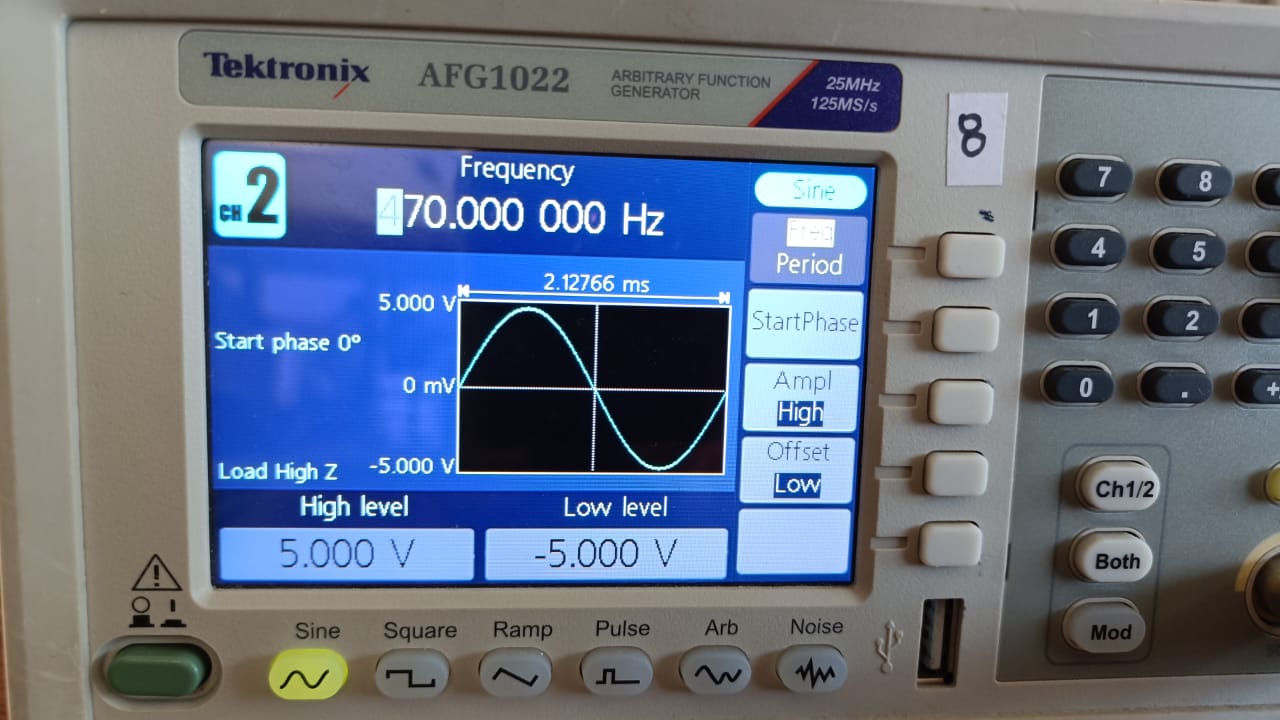 Tektronix AFG1022 ARBITRARY FUNCTION GENERATOR 25MHz 125MS/s
8
CH 2
Frequency
470.000 000 Hz
Sine
Freq
Period
StartPhase
Ampl
High
Offset
Low
2.12766 ms
5.000 V
Start phase 0°
0 mV
Load High Z
-5.000 V
High level
Low level
5.000 V
-5.000 V
Sine Square Ramp Pulse Arb Noise
7 8
4 5
1 2
0 .
Ch1/2
Both
Mod